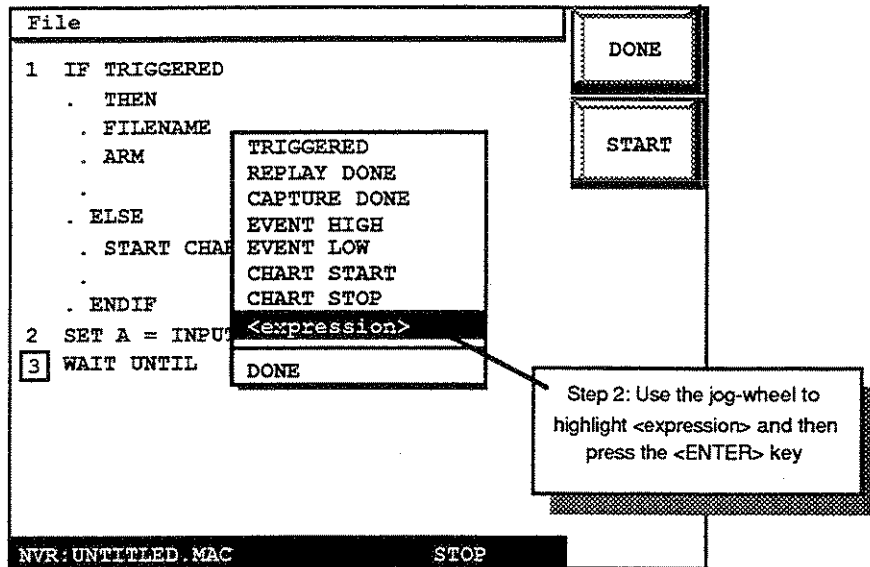 File
DONE
START
1 IF TRIGGERED
. THEN
. FILENAME
. ARM
.
. ELSE
. START CHAR
.
. ENDIF
2 SET A = INPUT
3 WAIT UNTIL
TRIGGERED
REPLAY DONE
CAPTURE DONE
EVENT HIGH
EVENT LOW
CHART START
CHART STOP
<expression>
DONE
Step 2: Use the jog-wheel to
highlight <expression> and then
press the <ENTER> key
NVR:UNTITLED.MAC STOP